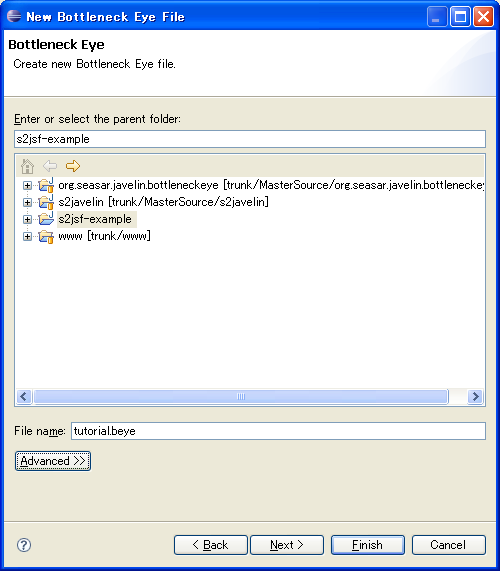 New Bottleneck Eye File
Bottleneck Eye
Create new Bottleneck Eye file.
Enter or select the parent folder:
s2jsf-example
org.seasar.javelin.bottleneckeye [trunk/MasterSource/org.seasar.javelin.bottleneckeye
s2javelin [trunk/MasterSource/s2javelin]
s2jsf-example
www [trunk/www]
File name: tutorial.beye
Advanced >>
< Back Next > Finish Cancel